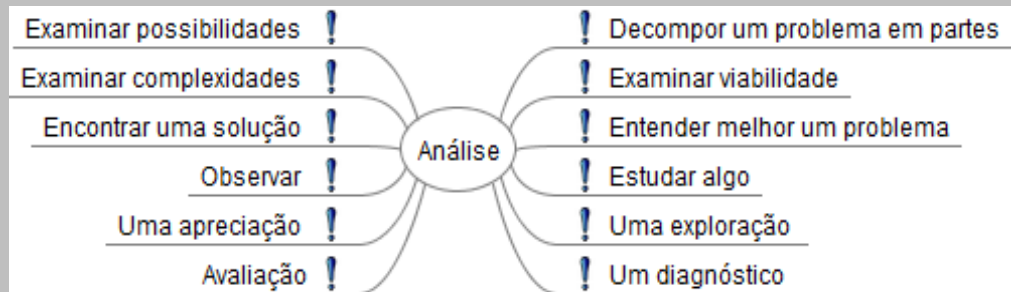 Examinar possibilidades
Examinar complexidades
Encontrar uma solução
Observar
Uma apreciação
Avaliação
Análise
Decompor um problema em partes
Examinar viabilidade
Entender melhor um problema
Estudar algo
Uma exploração
Um diagnóstico